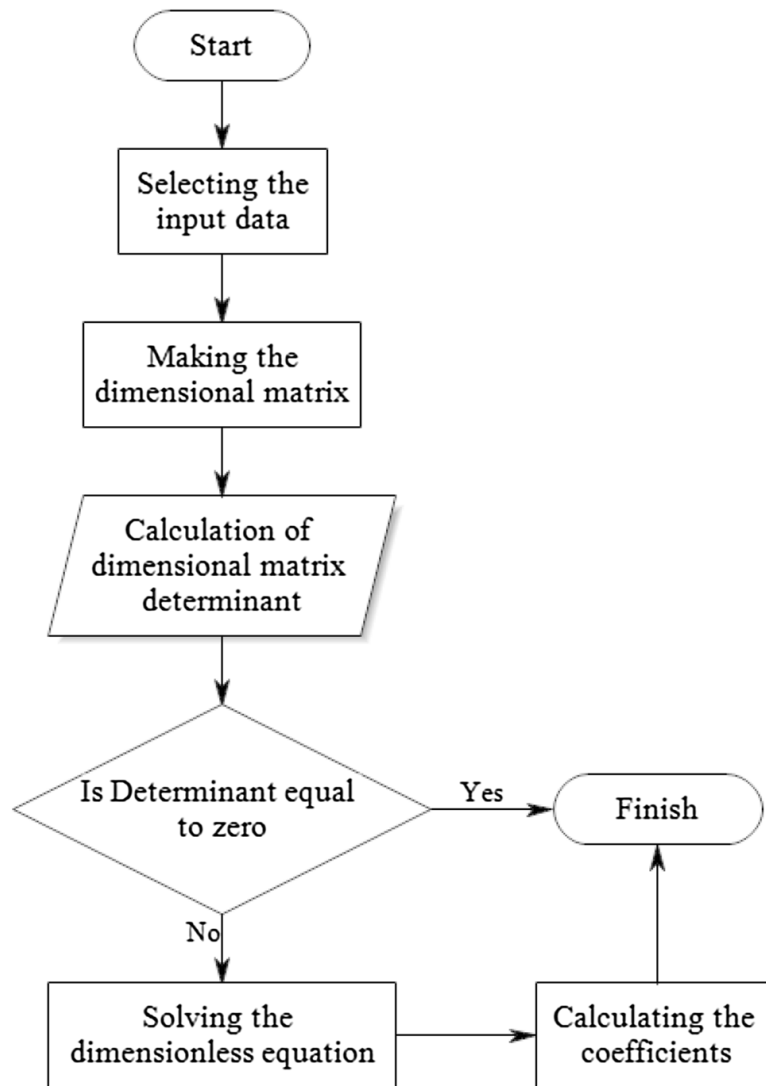 Start
Selecting the
input data
Making the
dimensional matrix
Calculation of
dimensional matrix
determinant
Is Determinant equal
to zero
Yes
Finish
No
Solving the
dimensionless equation
Calculating the
coefficients